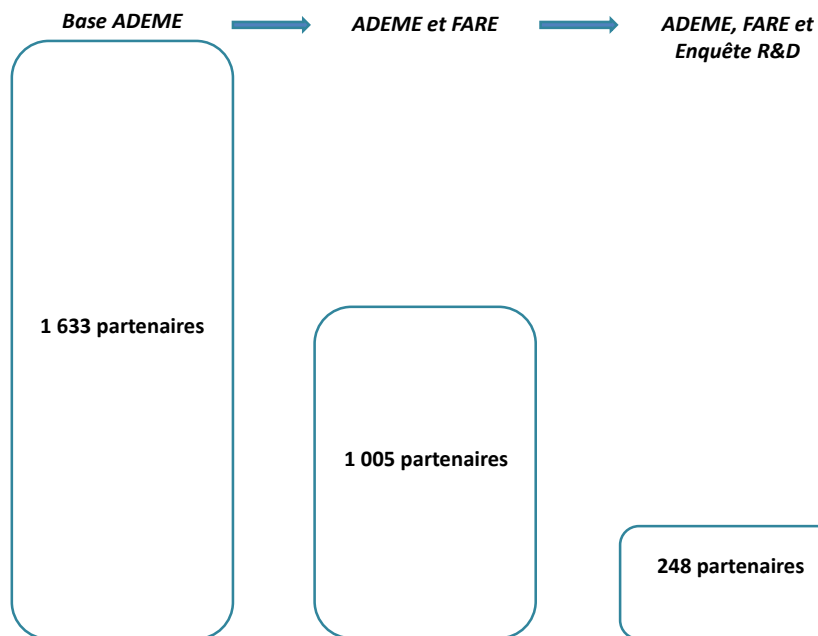 Base ADEME
ADEME et FARE
ADEME, FARE et
Enquête R&D
1 633 partenaires
1 005 partenaires
248 partenaires